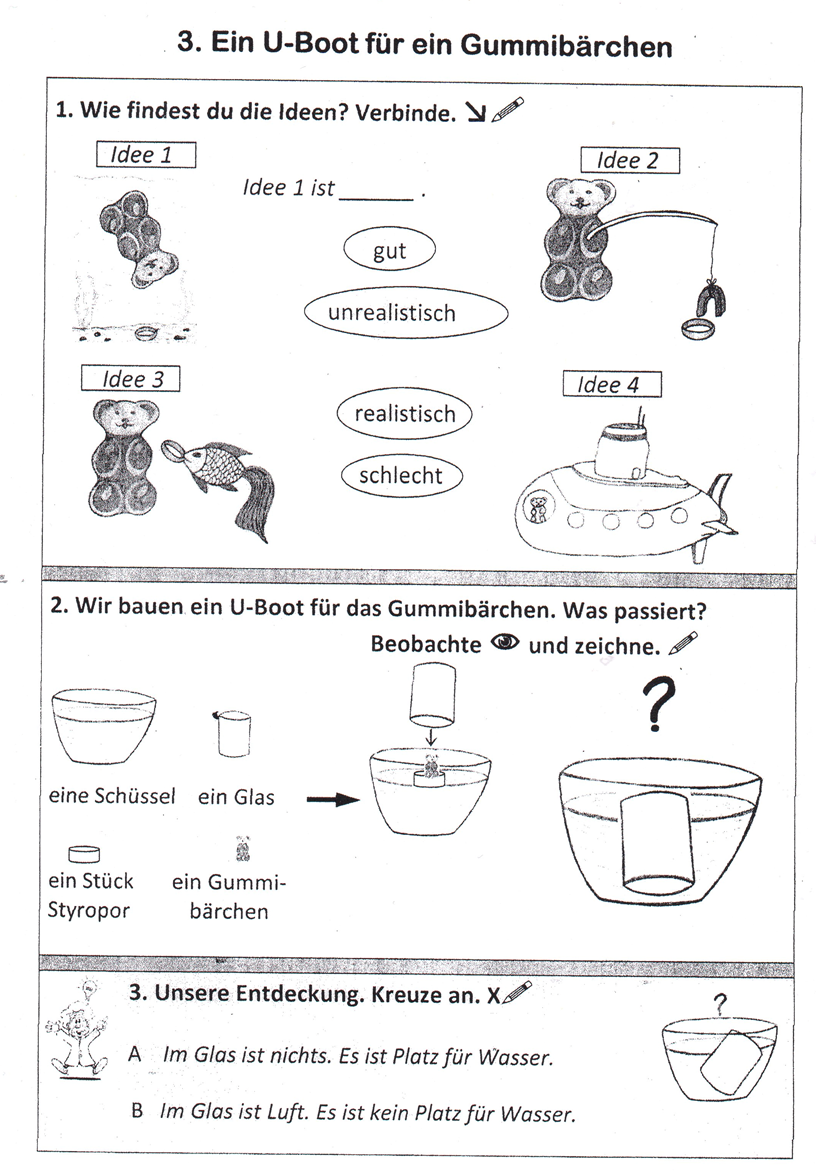 3. Ein U-Boot für ein Gummibärchen
1. Wie findest du die Ideen? Verbinde.
Idee 1
Idee 2
Idee 1 ist ______ .
gut
unrealistisch
Idee 3
Idee 4
realistisch
schlecht
2. Wir bauen ein U-Boot für das Gummibärchen. Was passiert?
Beobachte und zeichne.
?
eine Schüssel
ein Glas
ein Stück
Styropor
ein Gummi-
bärchen
3. Unsere Entdeckung. Kreuze an. X
?
A Im Glas ist nichts. Es ist Platz für Wasser.
B Im Glas ist Luft. Es ist kein Platz für Wasser.